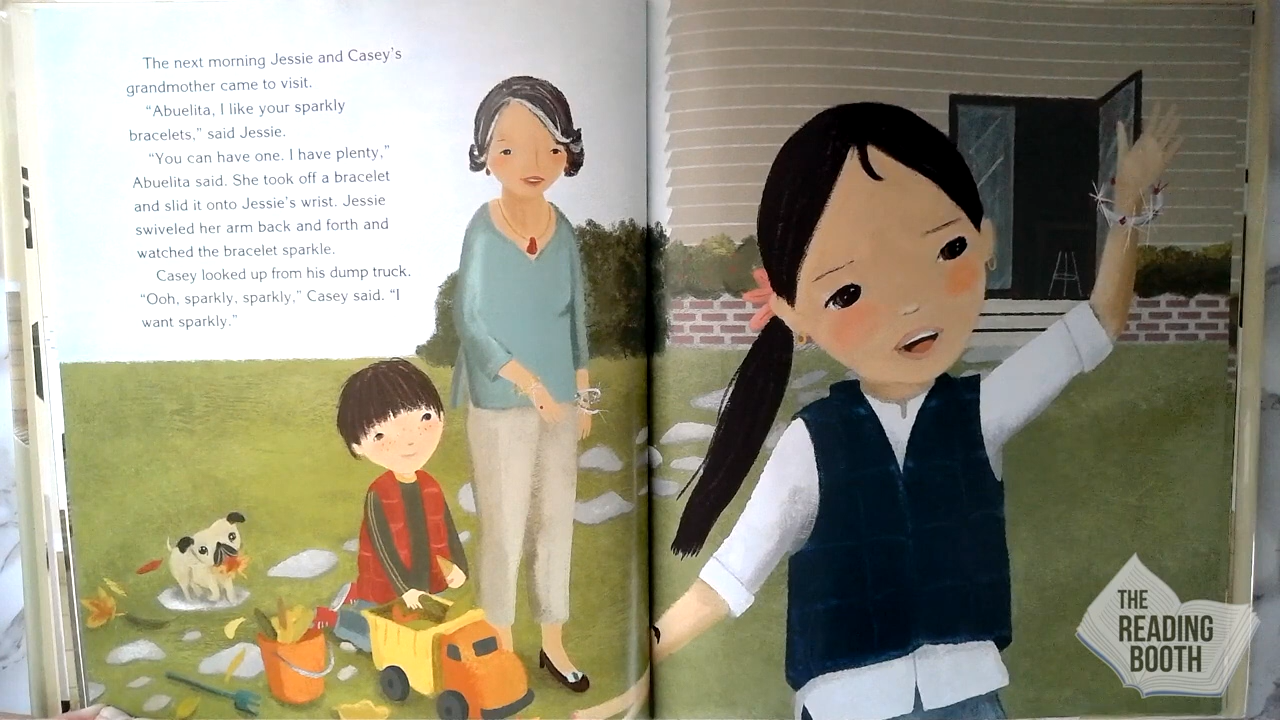 The next morning Jessie and Casey's
grandmother came to visit.
"Abuelita, I like your sparkly
bracelets," said Jessie.
"You can have one. I have plenty,"
Abuelita said. She took off a bracelet
and slid it onto Jessie's wrist. Jessie
swiveled her arm back and forth and
watched the bracelet sparkle.
Casey looked up from his dump truck.
"Ooh, sparkly, sparkly," Casey said. "I
want sparkly."
THE
READING
BOOTH